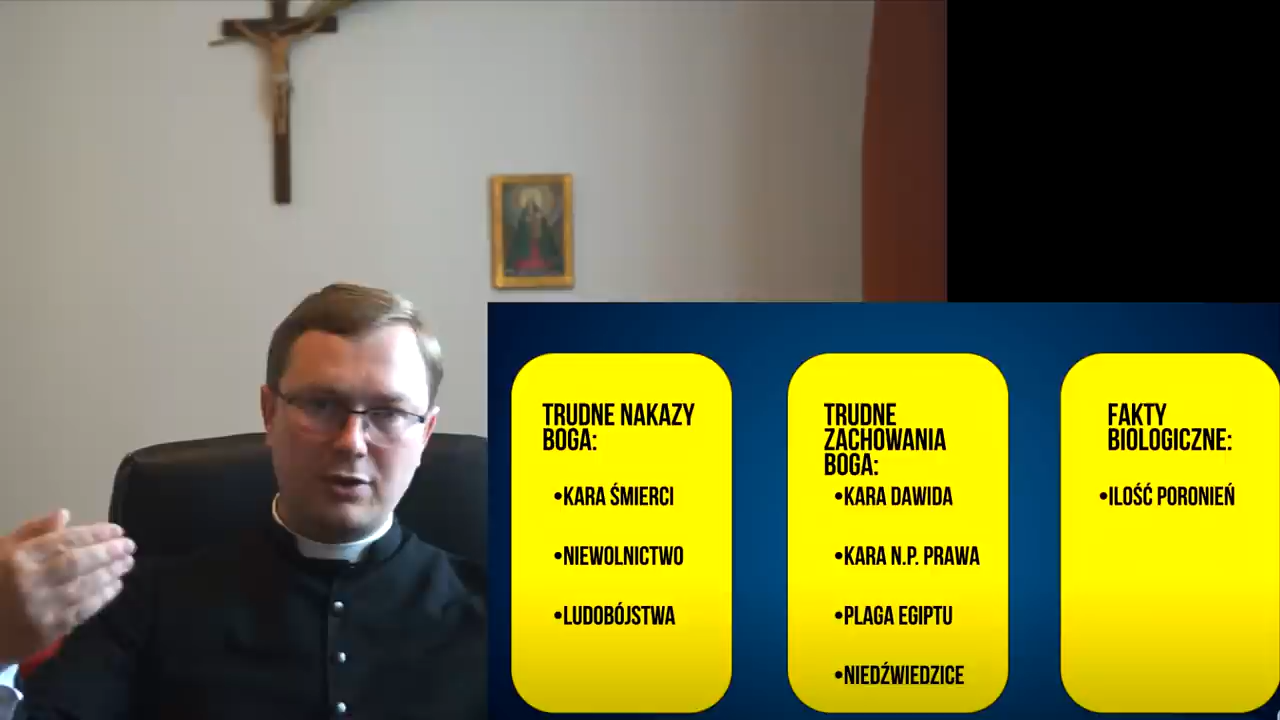 TRUDNE NAKAZY
BOGA:
•KARA ŚMIERCI
•NIEWOLNICTWO
•LUDOBÓJSTWA
TRUDNE
ZACHOWANIA
BOGA:
•KARA DAWIDA
•KARA N.P. PRAWA
•PLAGA EGIPTU
•NIEDŹWIEDZICE
FAKTY
BIOLOGICZNE:
•ILOŚĆ PORONIEŃ